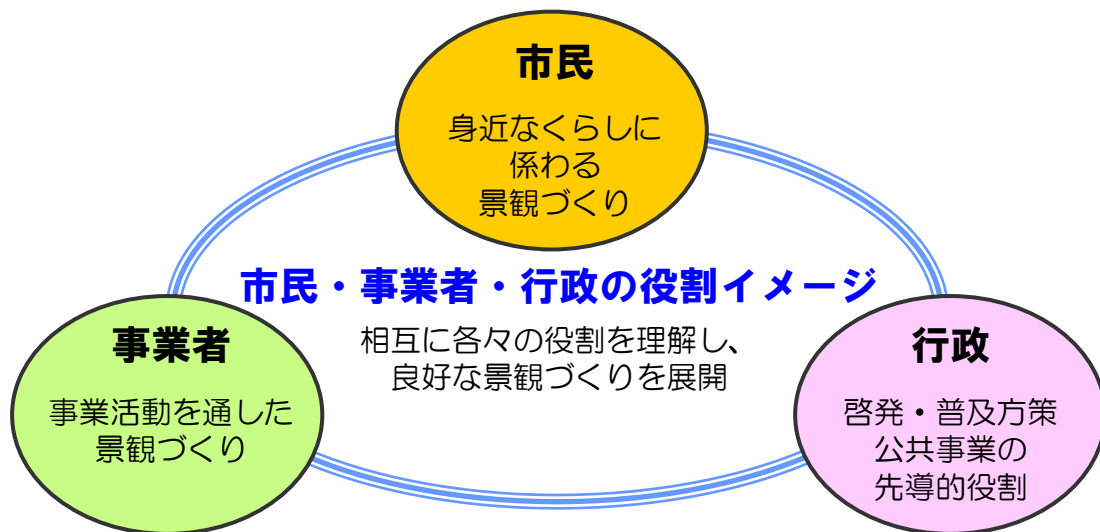 市民
身近なくらしに
係わる
景観づくり
市民・事業者・行政の役割イメージ
相互に各々の役割を理解し、
良好な景観づくりを展開
事業者
事業活動を通した
景観づくり
行政
啓発・普及方策
公共事業の
先導的役割